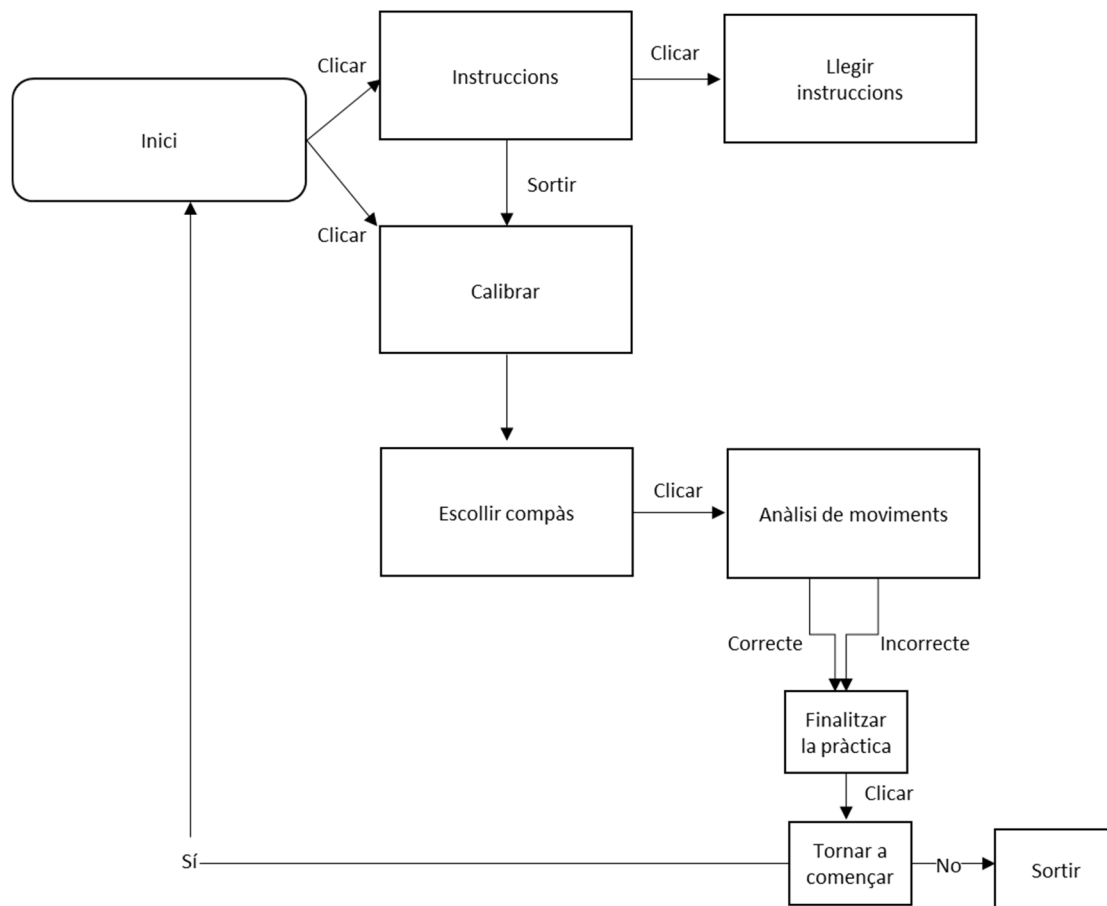 Clicar
Instruccions
Clicar
Llegir
instruccions
Inici
Sortir
Clicar
Calibrar
Escollir compàs
Clicar
Anàlisi de moviments
Correcte
Incorrecte
Finalitzar
la pràctica
Clicar
Tornar a
començar
Sí
No
Sortir